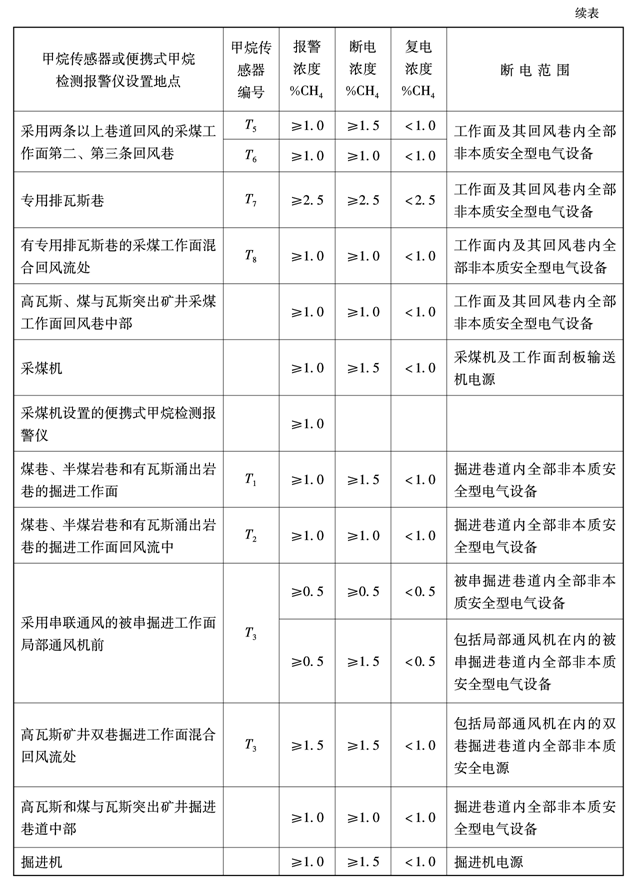 续表
甲烷传感器或便携式甲烷
检测报警仪设置地点
甲烷传
感器
编号
报警
浓度
%CH₄
断电
浓度
%CH₄
复电
浓度
%CH₄
断电范围
采用两条以上巷道回风的采煤工
作面第二、第三条回风巷
T₅
≥1.0
≥1.5
<1.0
T₆
≥1.0
≥1.0
<1.0
工作面及其回风巷内全部
非本质安全型电气设备
专用排瓦斯巷
T₇
≥2.5
≥2.5
<2.5
工作面及其回风巷内全部
非本质安全型电气设备
有专用排瓦斯巷的采煤工作面混
合回风流处
T₈
≥1.0
≥1.0
<1.0
工作面内及其回风巷内全
部非本质安全型电气设备
高瓦斯、煤与瓦斯突出矿井采煤
工作面回风巷中部
≥1.0
≥1.0
<1.0
工作面及其回风巷内全部
非本质安全型电气设备
采煤机
≥1.0
≥1.5
<1.0
采煤机及工作面刮板输送
机电源
采煤机设置的便携式甲烷检测报
警仪
≥1.0
煤巷、半煤岩巷和有瓦斯涌出岩
巷的掘进工作面
T₁
≥1.0
≥1.5
<1.0
掘进巷道内全部非本质安
全型电气设备
煤巷、半煤岩巷和有瓦斯涌出岩
巷的掘进工作面回风流中
T₂
≥1.0
≥1.0
<1.0
掘进巷道内全部非本质安
全型电气设备
采用串联通风的被串掘进工作面
局部通风机前
T₃
≥0.5
≥0.5
<0.5
被串掘进巷道内全部非本
质安全型电气设备
≥0.5
≥1.5
<0.5
包括局部通风机在内的被
串掘进巷道内全部非本质
安全型电气设备
高瓦斯矿井双巷掘进工作面混合
回风流处
T₃
≥1.5
≥1.5
<1.0
包括局部通风机在内的双
巷掘进巷道内全部非本质
安全电源
高瓦斯和煤与瓦斯突出矿井掘进
巷道中部
≥1.0
≥1.0
<1.0
掘进巷道内全部非本质安
全型电气设备
掘进机
≥1.0
≥1.5
<1.0
掘进机电源